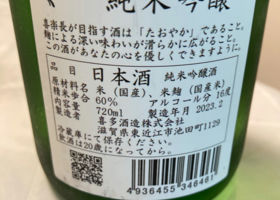 純米吟醸
喜楽長が目指す酒は「たおやか」であること。
麹による添い味わいが滑らかに広がること。
この酒があなたの心を優しくできますように。
品目 日本酒 純米吟醸酒
原材料名 米（国産）、米麹（国産米）
精米歩合 60% アルコール分 16度
内容量 720ml 製造年月 2023.2
喜多酒造株式会社
滋賀県東近江市池田町1129
冷蔵庫にて保存ください。
飲酒は20歳になってから。
4936455346461